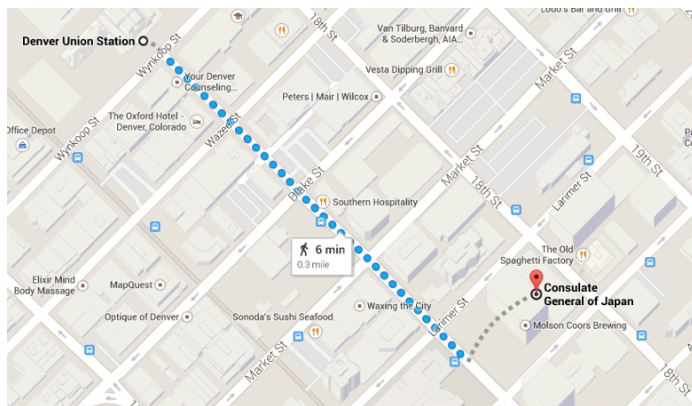 Lodo's Bar and Grill
18th St
Van Tilburg, Banvard
& Soderbergh, AIA...
Denver Union Station
Wynkoop St
Market St
Your Denver
Counseling...
Vesta Dipping Grill
Peters | Mair | Wilcox
The Oxford Hotel -
Denver, Colorado
Office Depot
Wazee St
Wynkoop St
19th St
Market St
Blake St
18th St
Larimer St
Southern Hospitality
6 min
0.3 mile
The Old
Spaghetti Factory
Elixir Mind
Body Massage
MapQuest
Consulate
General of Japan
Waxing the City
Larimer St
Optique of Denver
Sonoda's Sushi Seafood
Molson Coors Brewing
Market St
8th St